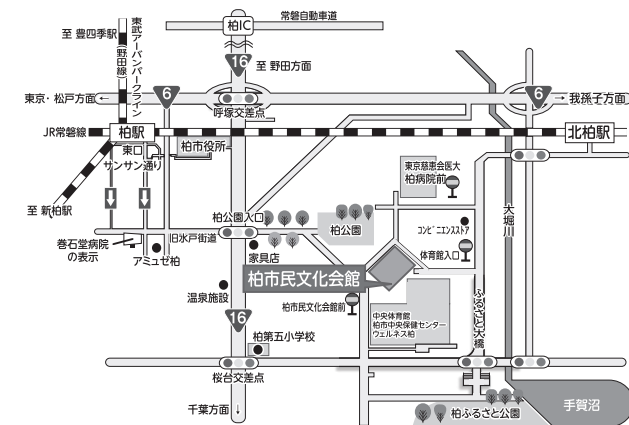 常磐自動車道
柏IC
至 豊四季駅
東武アーバンパークライン
(野田線)
16
至 野田方面
東京・松戸方面
←
6
呼塚交差点
6
→ 我孫子方面
JR常磐線
柏駅
北柏駅
東口
柏市役所
サンサン通り
東京慈恵会医大
柏病院前
至 新柏駅
柏公園入口
柏公園
コンビニエンスストア
大堀川
旧水戸街道
巻石堂病院
の表示
アミュゼ柏
家具店
体育館入口
柏市民文化会館
温泉施設
柏市民文化会館前
ふるさと大橋
16
中央体育館
柏市中央保健センター
ウェルネス柏
柏第五小学校
桜台交差点
手賀沼
千葉方面↓
柏ふるさと公園